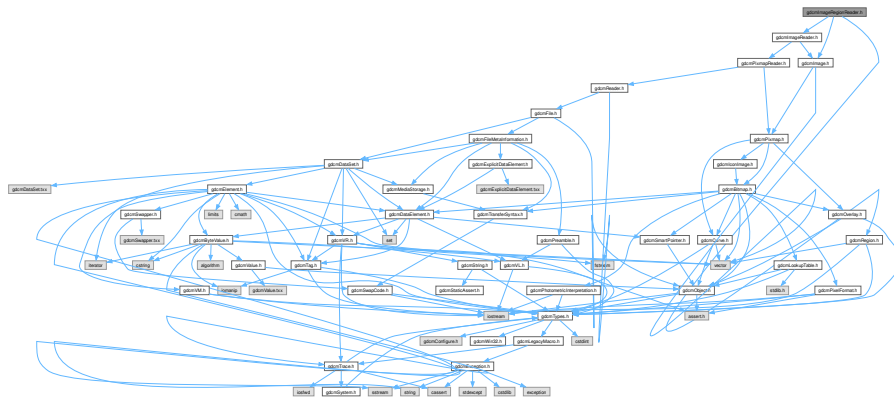 gdcmImageRegionReader.h
gdcmImageReader.h
gdcmPixmapReader.h
gdcmImage.h
gdcmReader.h
gdcmFile.h
gdcmFileMetaInformation.h
gdcmPixmap.h
gdcmDataSet.h
gdcmExplicitDataElement.h
gdcmIconImage.h
gdcmDataSet.txx
gdcmElement.h
gdcmMediaStorage.h
gdcmExplicitDataElement.txx
gdcmBitmap.h
gdcmSwapper.h
limits
cmath
gdcmDataElement.h
gdcmTransferSyntax.h
gdcmOverlay.h
gdcmSwapper.txx
gdcmByteValue.h
gdcmVR.h
set
gdcmPreamble.h
gdcmSmartPointer.h
gdcmCurve.h
gdcmRegion.h
iterator
cstring
algorithm
gdcmValue.h
gdcmTag.h
gdcmString.h
gdcmVL.h
fstream
vector
gdcmLookupTable.h
gdcmVM.h
iomanip
gdcmValue.txx
gdcmSwapCode.h
gdcmStaticAssert.h
gdcmPhotometricInterpretation.h
gdcmObject.h
stdlib.h
gdcmPixelFormat.h
iostream
gdcmTypes.h
assert.h
gdcmConfigure.h
gdcmWin32.h
gdcmLegacyMacro.h
cstdint
gdcmTrace.h
gdcmException.h
iosfwd
gdcmSystem.h
sstream
string
cassert
stdexcept
cstdlib
exception